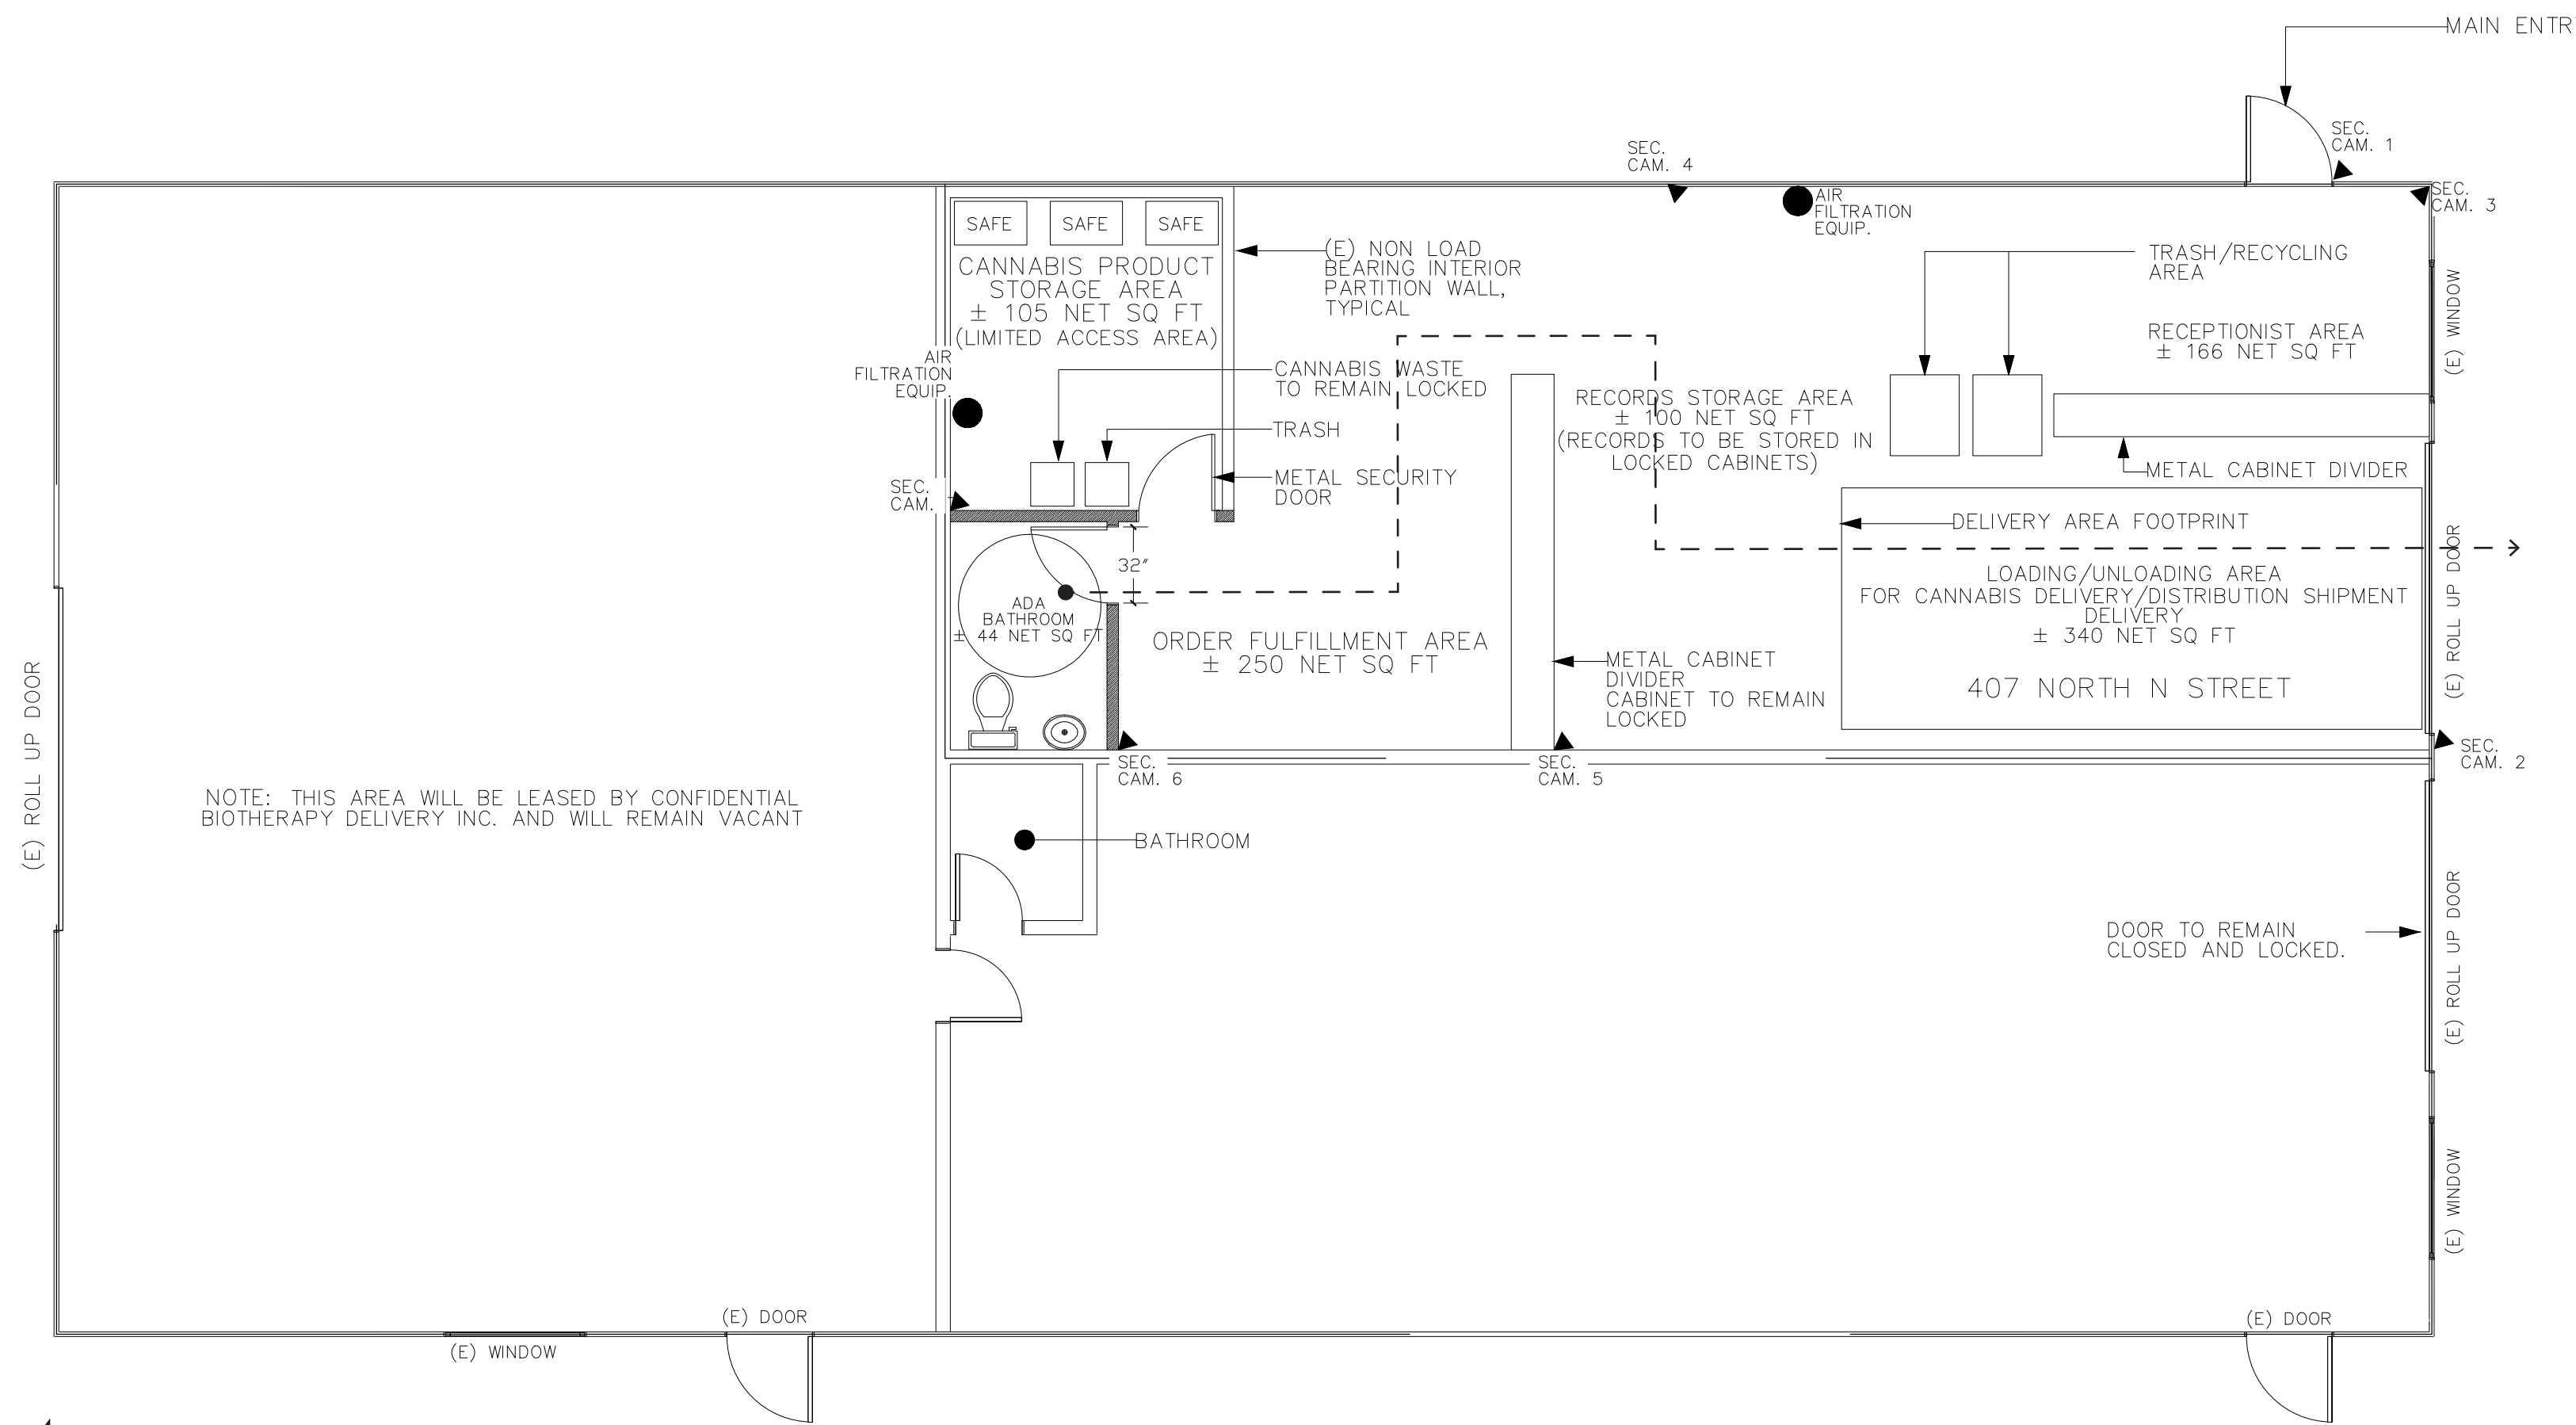 MAIN ENTR
SEC.
CAM. 1
SEC.
CAM. 4
SEC.
CAM. 3
AIR
FILTRATION
EQUIP.
SAFE
SAFE
SAFE
CANNABIS PRODUCT
STORAGE AREA
± 105 NET SQ FT
(LIMITED ACCESS AREA)
(E) NON LOAD
BEARING INTERIOR
PARTITION WALL,
TYPICAL
TRASH/RECYCLING
AREA
(E) WINDOW
RECEPTIONIST AREA
± 166 NET SQ FT
AIR
FILTRATION
EQUIP.
CANNABIS WASTE
TO REMAIN LOCKED
RECORDS STORAGE AREA
± 100 NET SQ FT
(RECORDS TO BE STORED IN
LOCKED CABINETS)
TRASH
METAL CABINET DIVIDER
METAL SECURITY
DOOR
SEC.
CAM.
DELIVERY AREA FOOTPRINT
(E) ROLL UP DOOR
32"
LOADING/UNLOADING AREA
FOR CANNABIS DELIVERY/DISTRIBUTION SHIPMENT
DELIVERY
± 340 NET SQ FT
ADA
BATHROOM
± 44 NET SQ FT
ORDER FULFILLMENT AREA
± 250 NET SQ FT
METAL CABINET
DIVIDER
CABINET TO REMAIN
LOCKED
407 NORTH N STREET
(E) ROLL UP DOOR
SEC.
CAM. 6
SEC.
CAM. 5
SEC.
CAM. 2
NOTE: THIS AREA WILL BE LEASED BY CONFIDENTIAL
BIOTHERAPY DELIVERY INC. AND WILL REMAIN VACANT
BATHROOM
DOOR TO REMAIN
CLOSED AND LOCKED.
(E) ROLL UP DOOR
(E) WINDOW
(E) DOOR
(E) DOOR
(E) WINDOW